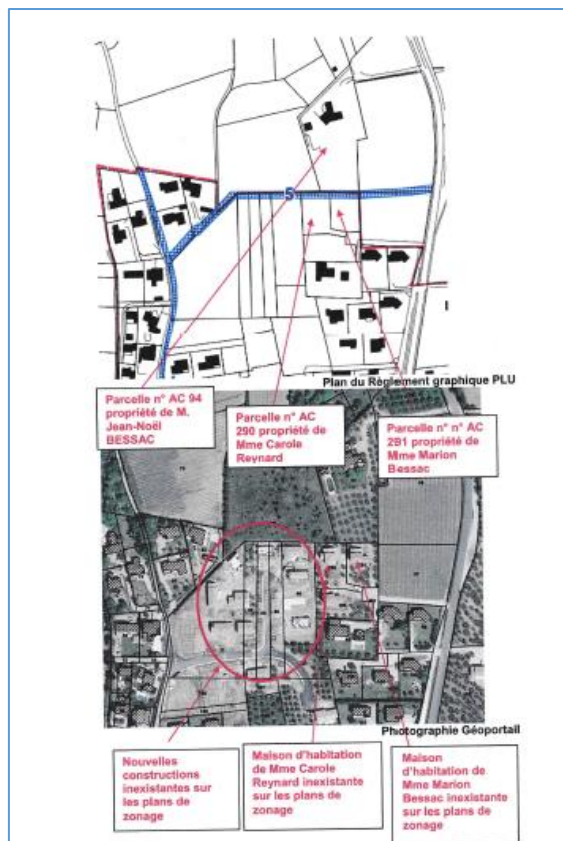 5
Plan du Règlement graphique PLU
Parcelle n° AC 94
propriété de M.
Jean-Noël
BESSAC
Parcelle n° AC
290 propriété de
Mme Carole
Reynard
Parcelle n° n° AC
291 propriété de
Mme Marion
Bessac
Photographie Géoportail
Nouvelles
constructions
inexistantes sur
les plans de
zonage
Maison d'habitation
de Mme Carole
Reynard inexistante
sur les plans de
zonage
Maison
d'habitation de
Mme Marion
Bessac inexistante
sur les plans de
zonage